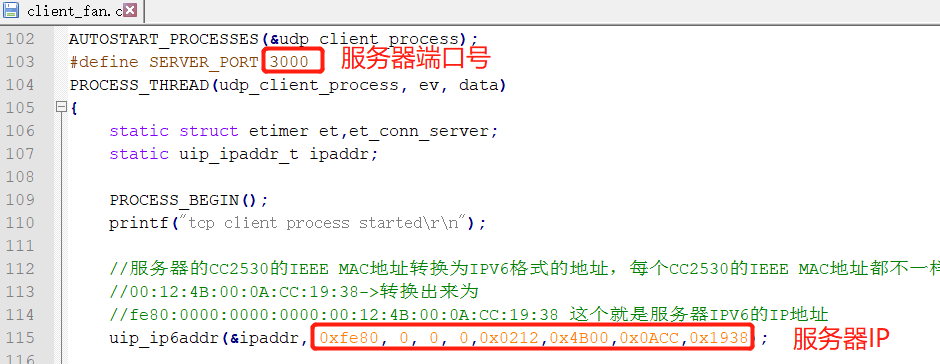 client_fan.c
102 AUTOSTART_PROCESSES(&udp_client_process);
103 #define SERVER_PORT 3000 服务器端口号
104 PROCESS_THREAD(udp_client_process, ev, data)
105 {
106 static struct etimer et,et_conn_server;
107 static uip_ipaddr_t ipaddr;
108
109 PROCESS_BEGIN();
110 printf("tcp client process started\r\n");
111
112 //服务器的CC2530的IEEE MAC地址转换为IPV6格式的地址，每个CC2530的IEEE MAC地址都不一样
113 //00:12:4B:00:0A:CC:19:38->转换出来为
114 //fe80:0000:0000:0000:00:12:4B:00:0A:CC:19:38 这个就是服务器IPV6的IP地址
115 uip_ip6addr(&ipaddr, 0xfe80, 0, 0, 0,0x0212,0x4B00,0x0ACC,0x1938) ; 服务器IP
116